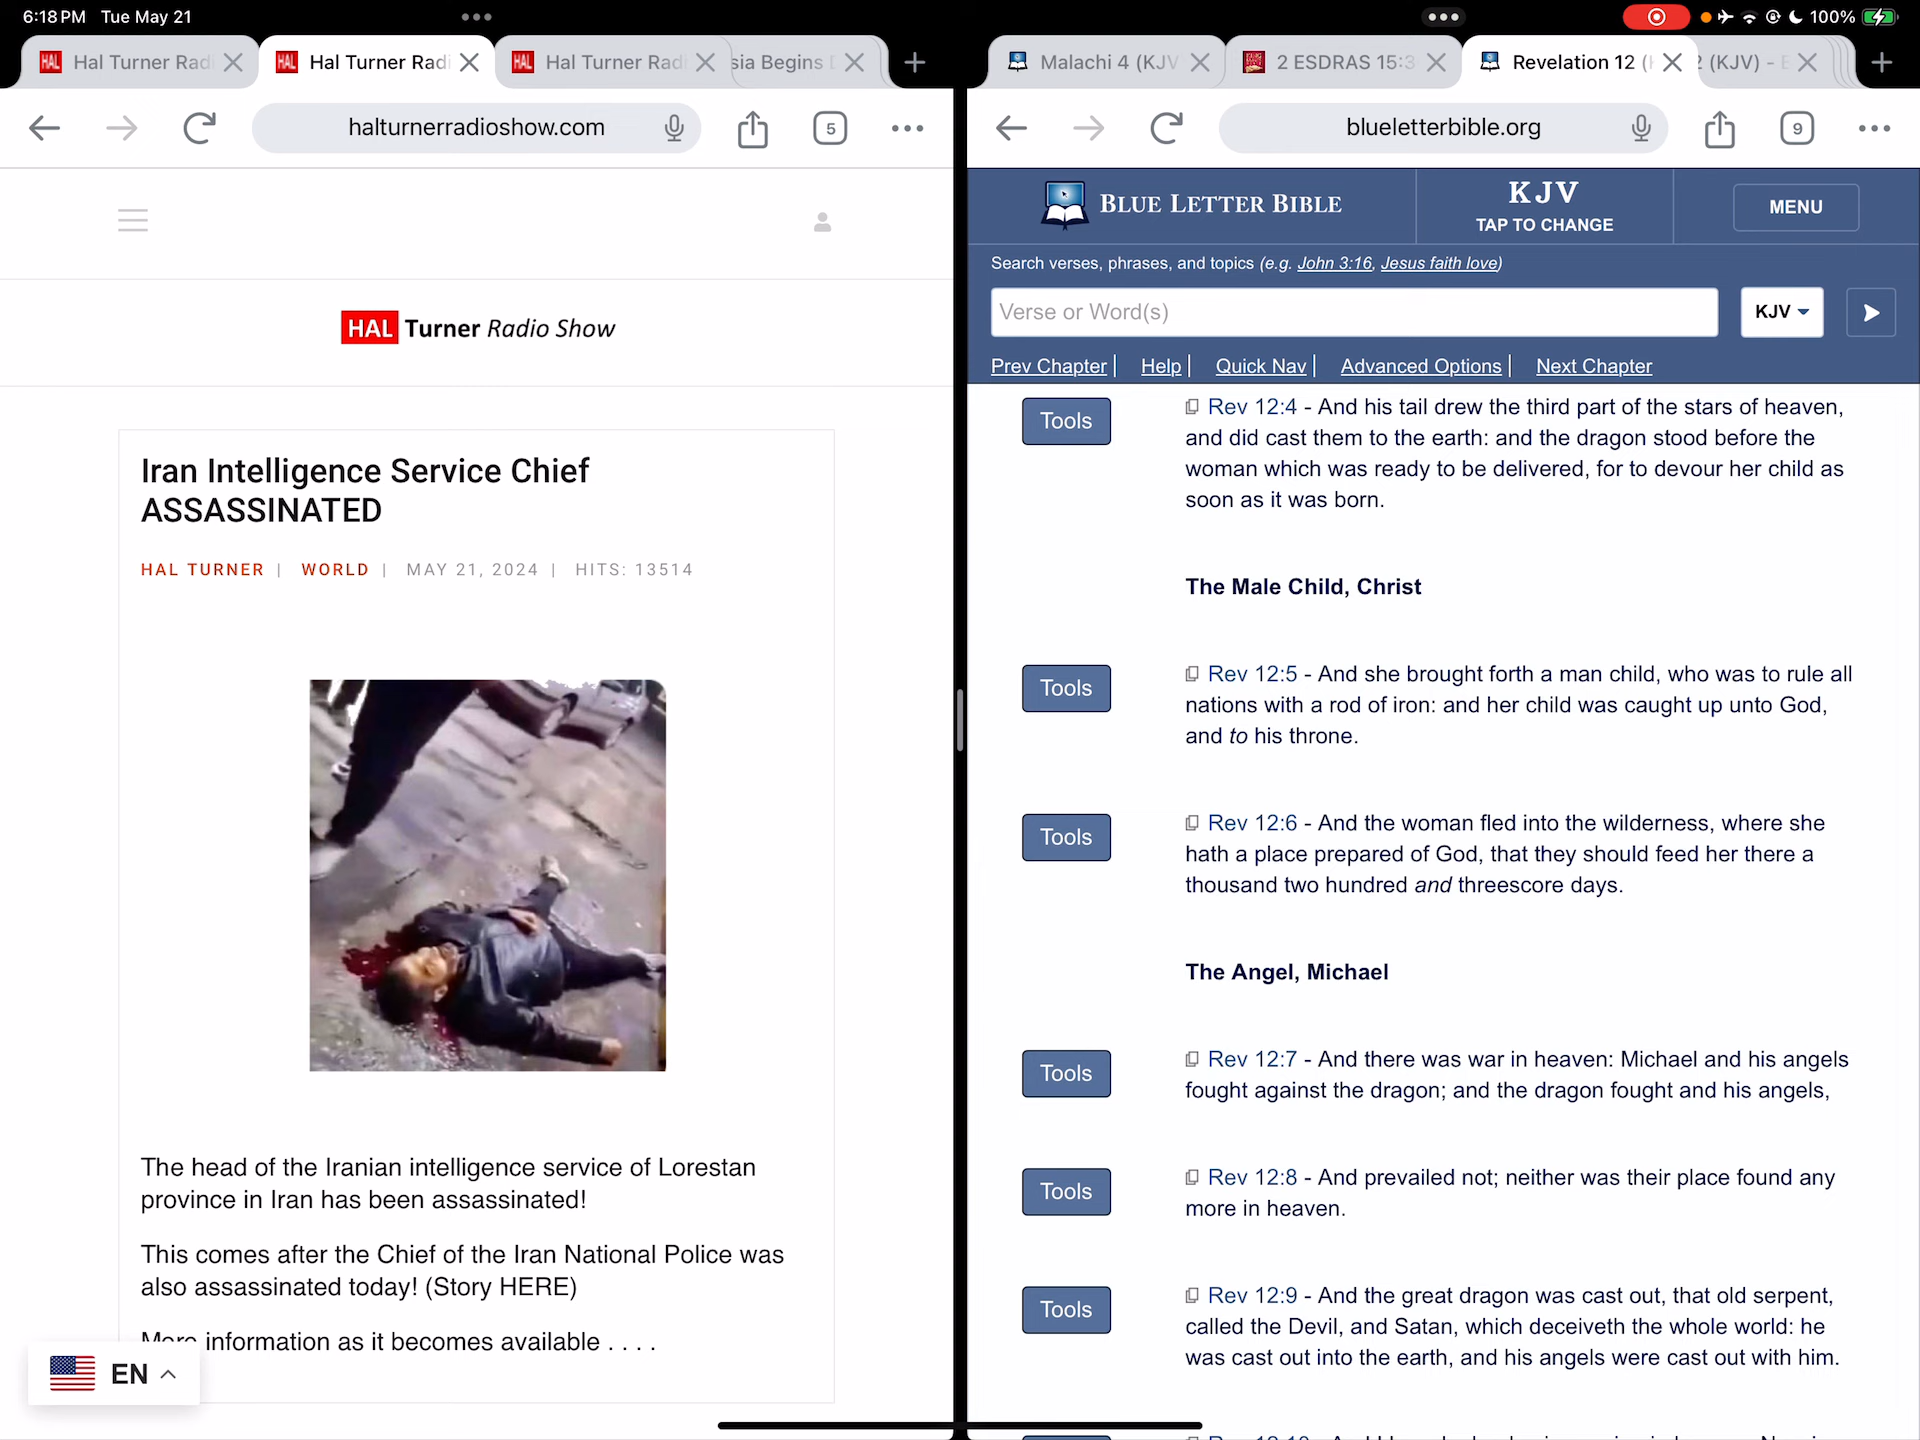 6:18 PM Tue May 21
100%
HAL Hal Turner Rad
HAL Hal Turner Radi
HAL Hal Turner Radi
sia Begins
halturnerradioshow.com
5
HAL Turner Radio Show
Iran Intelligence Service Chief
ASSASSINATED
HAL TURNER | WORLD | MAY 21, 2024 | HITS: 13514
The head of the Iranian intelligence service of Lorestan
province in Iran has been assassinated!
This comes after the Chief of the Iran National Police was
also assassinated today! (Story HERE)
More information as it becomes available . . . .
EN
Malachi 4 (KJV
2 ESDRAS 15:3
Revelation 12 (
2 (KJV) -
blueletterbible.org
9
BLUE LETTER BIBLE
KJV
TAP TO CHANGE
MENU
Search verses, phrases, and topics (e.g. John 3:16, Jesus faith love)
Verse or Word(s)
KJV
Prev Chapter | Help | Quick Nav | Advanced Options | Next Chapter
Tools
Rev 12:4 - And his tail drew the third part of the stars of heaven,
and did cast them to the earth: and the dragon stood before the
woman which was ready to be delivered, for to devour her child as
soon as it was born.
The Male Child, Christ
Tools
Rev 12:5 - And she brought forth a man child, who was to rule all
nations with a rod of iron: and her child was caught up unto God,
and to his throne.
Tools
Rev 12:6 - And the woman fled into the wilderness, where she
hath a place prepared of God, that they should feed her there a
thousand two hundred and threescore days.
The Angel, Michael
Tools
Rev 12:7 - And there was war in heaven: Michael and his angels
fought against the dragon; and the dragon fought and his angels,
Tools
Rev 12:8 - And prevailed not; neither was their place found any
more in heaven.
Tools
Rev 12:9 - And the great dragon was cast out, that old serpent,
called the Devil, and Satan, which deceiveth the whole world: he
was cast out into the earth, and his angels were cast out with him.